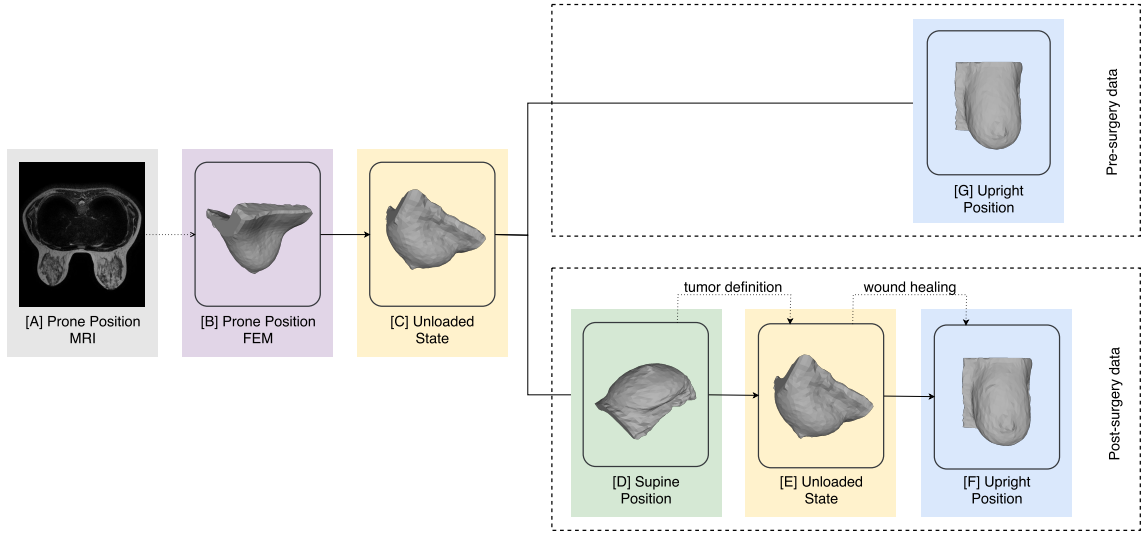 [A] Prone Position
MRI
[B] Prone Position
FEM
[C] Unloaded
State
[G] Upright
Position
Pre-surgery data
tumor definition
wound healing
[D] Supine
Position
[E] Unloaded
State
[F] Upright
Position
Post-surgery data